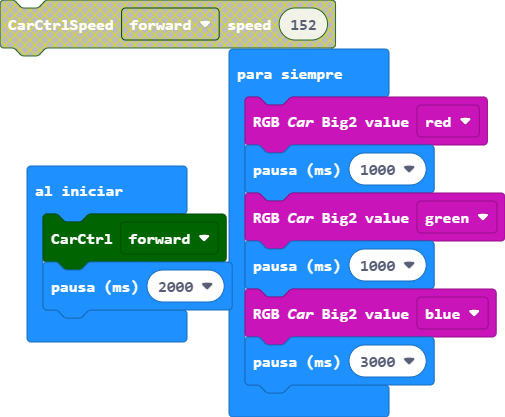 CarCtrlSpeed forward speed 152
para siempre
RGB Car Big2 value red
pausa (ms) 1000
RGB Car Big2 value green
pausa (ms) 1000
RGB Car Big2 value blue
pausa (ms) 3000
al iniciar
CarCtrl forward
pausa (ms) 2000